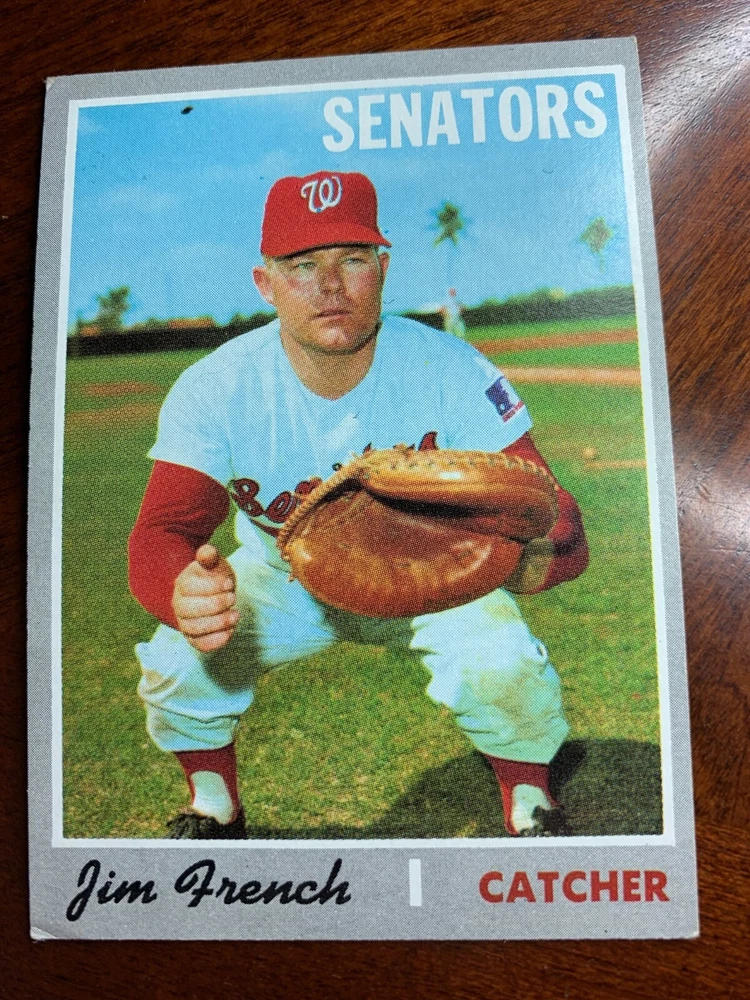 SENATORS
W
Jim French | CATCHER